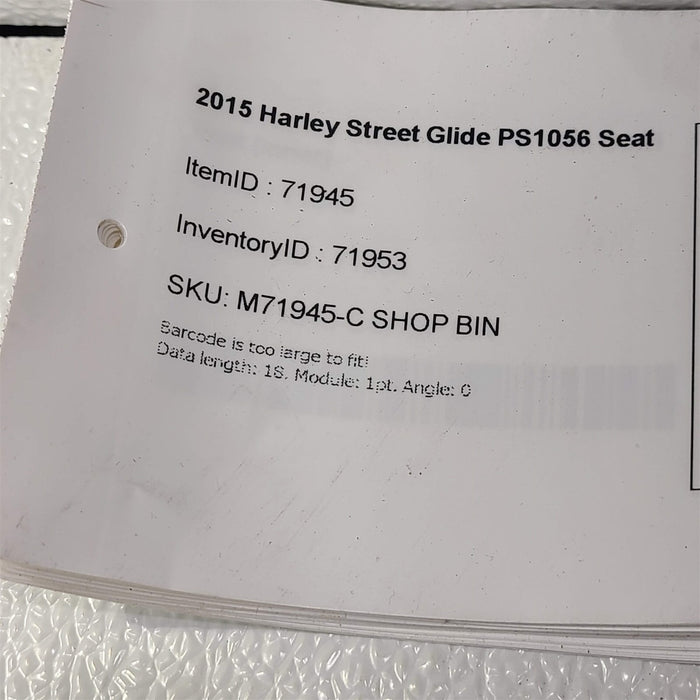 2015 Harley Street Glide PS1056 Seat
ItemID : 71945
InventoryID : 71953
SKU: M71945-C SHOP BIN
Barcode is too large to fit!
Data length: 18, Module: 1pt, Angle: 0